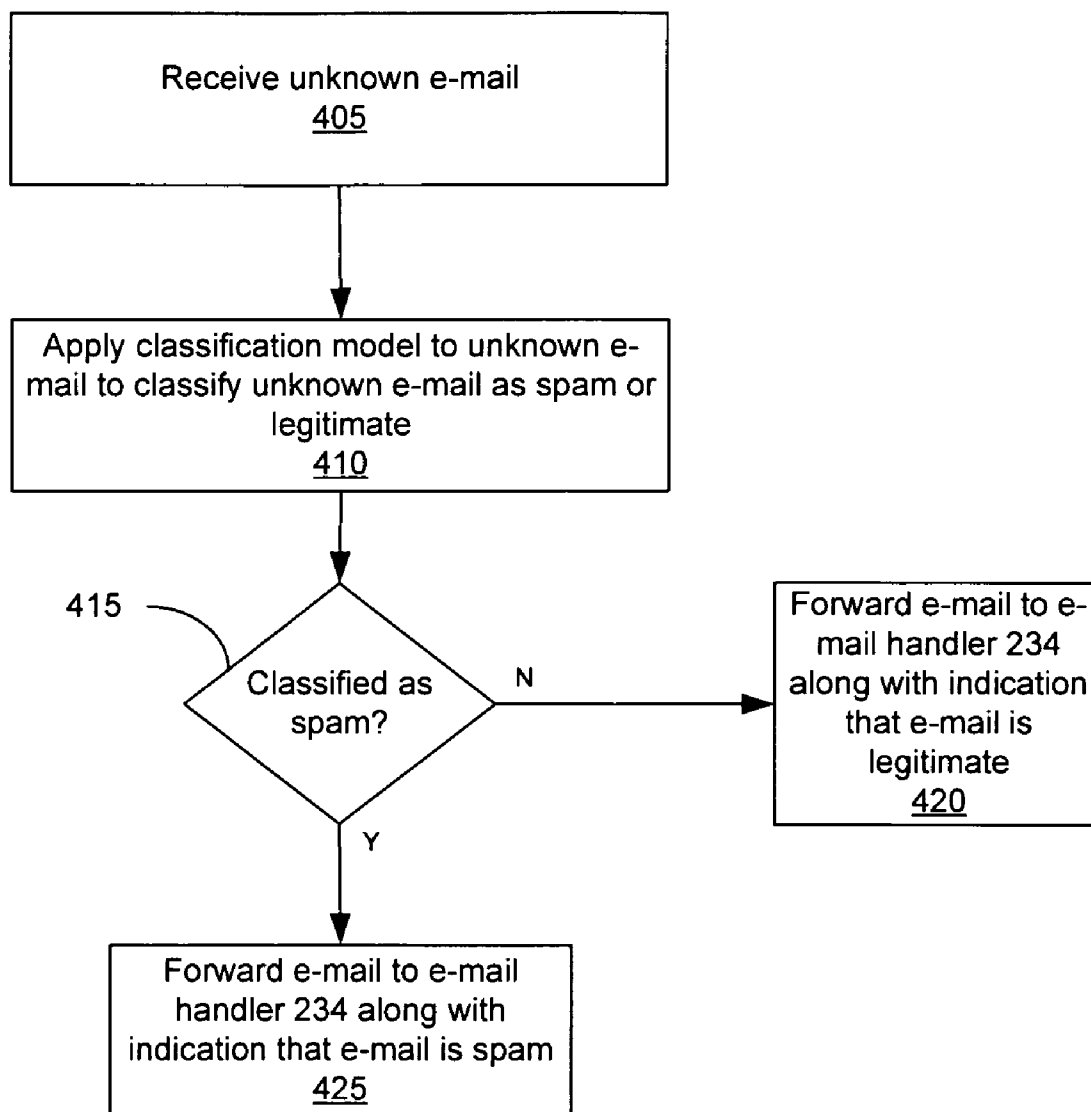 Receive unknown e-mail
405
Apply classification model to unknown e-
mail to classify unknown e-mail as spam or
legitimate
410
415
Classified as
spam?
N
Y
Forward e-mail to e-
mail handler 234
along with indication
that e-mail is
legitimate
420
Forward e-mail to e-mail
handler 234 along with
indication that e-mail is spam
425